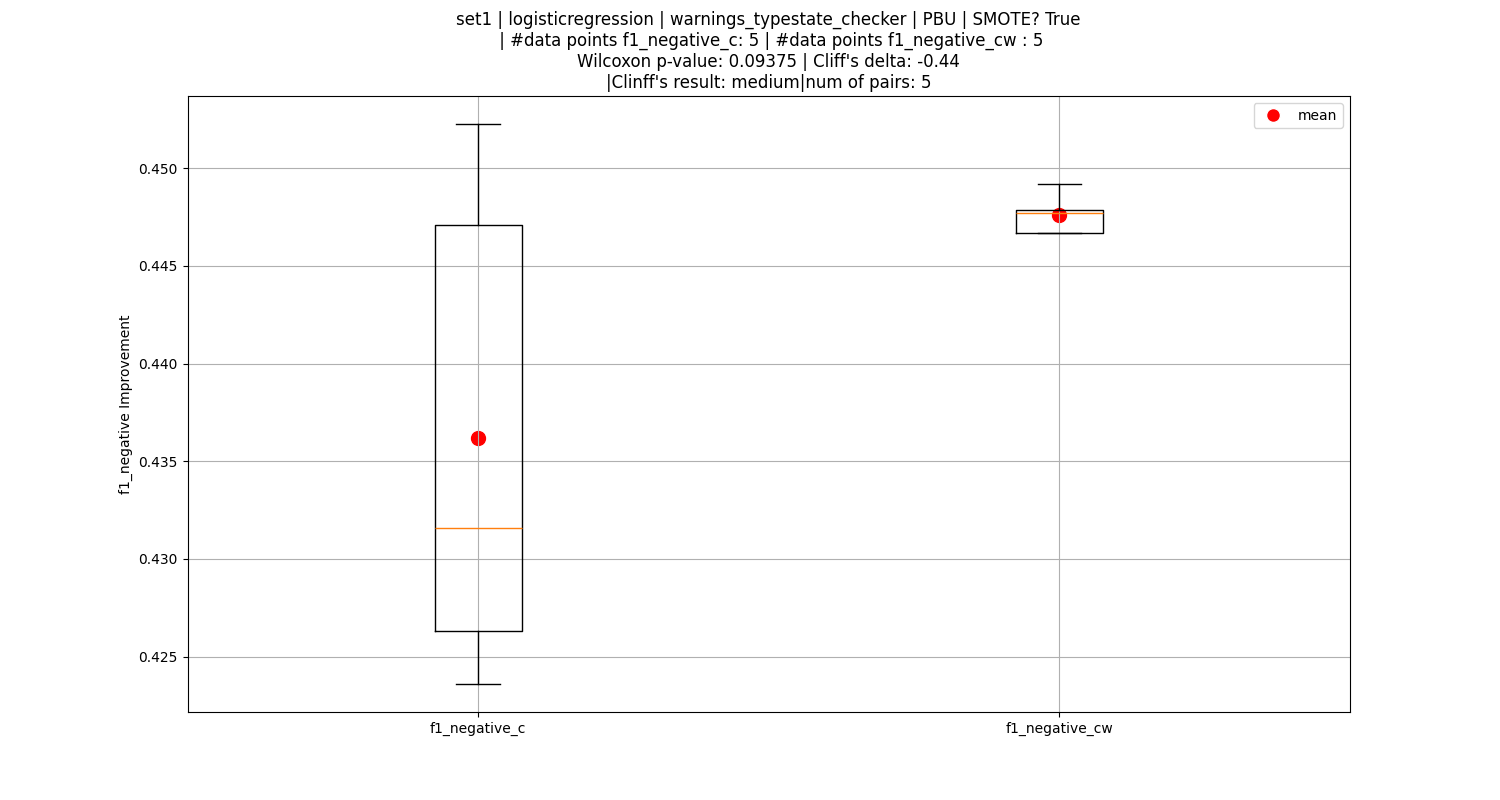 set1 | logisticregression | warnings_typestate_checker | PBU | SMOTE? True
| #data points f1_negative_c: 5 | #data points f1_negative_cw : 5
Wilcoxon p-value: 0.09375 | Cliff's delta: -0.44
|Clinff's result: medium|num of pairs: 5
mean
0.450
0.445
0.440
0.435
0.430
0.425
f1_negative Improvement
f1_negative_c
f1_negative_cw